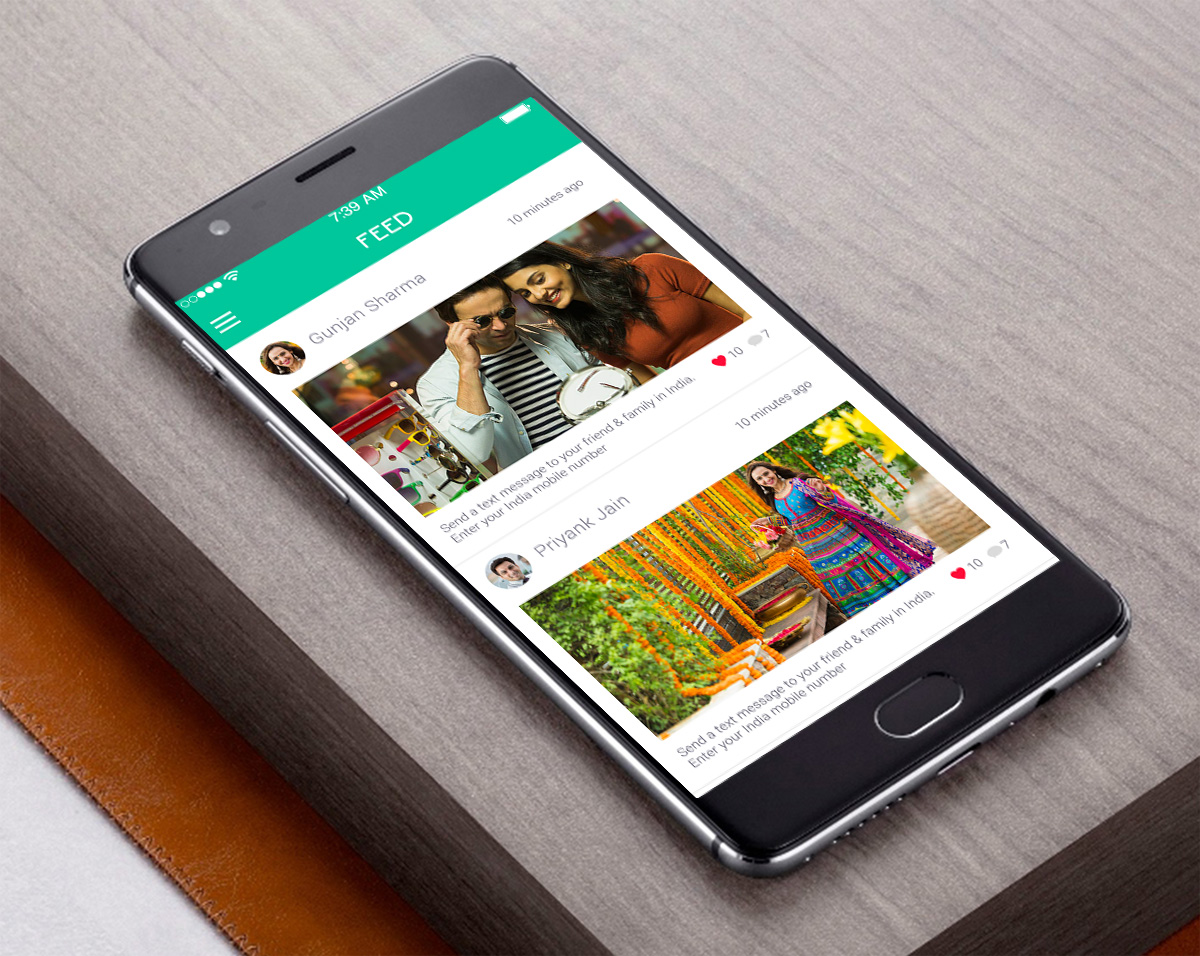 7:39 AM
FEED
Gunjan Sharma
10 minutes ago
10 7
Send a text message to your friend & family in India.
Enter your India mobile number
Priyank Jain
10 minutes ago
10 7
Send a text message to your friend & family in India.
Enter your India mobile number